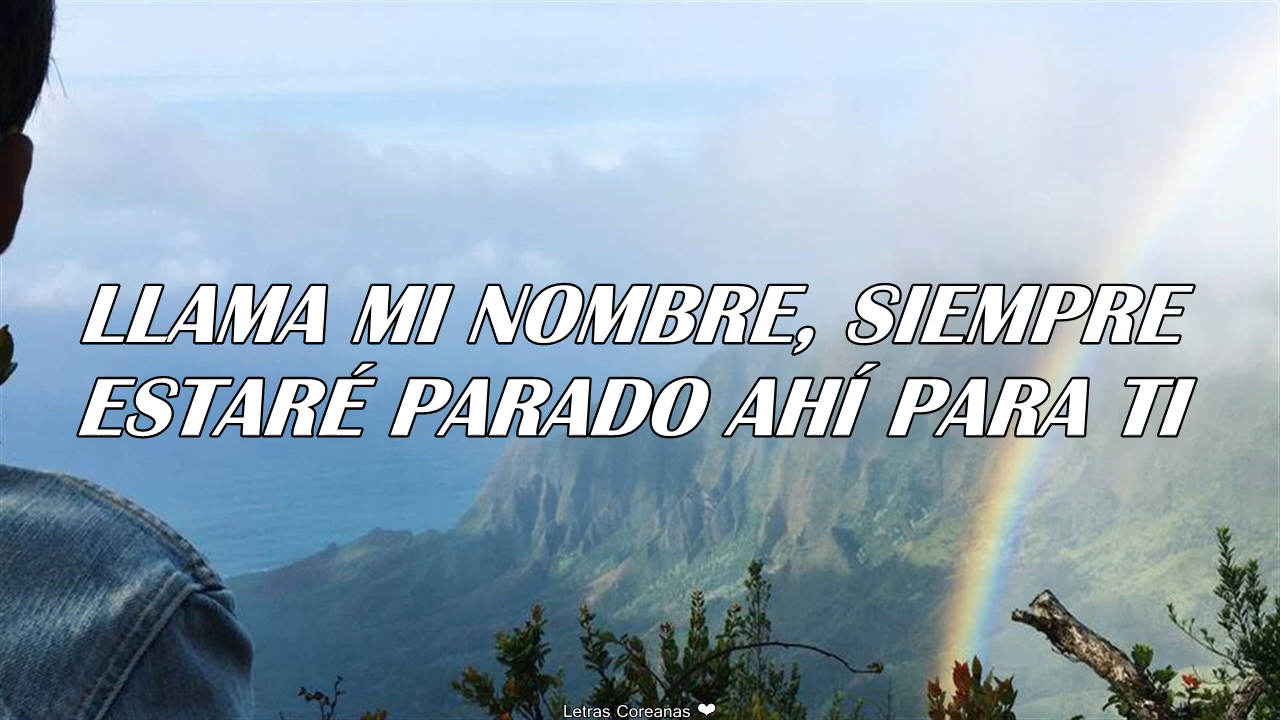 LLAMA MI NOMBRE, SIEMPRE
ESTARÉ PARADO AHÍ PARA TI
Letras Coreanas ❤